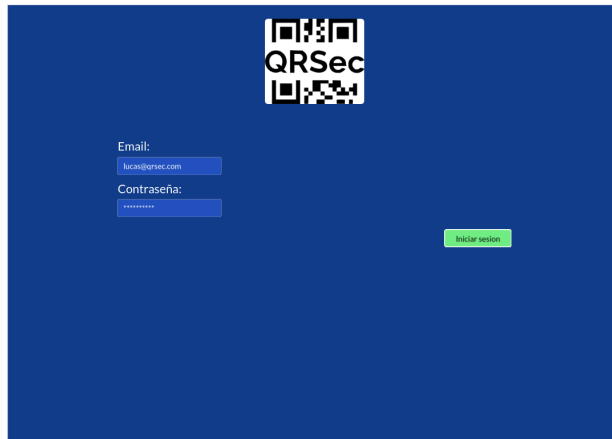 QRSec
Email:
lucas@qrsec.com
Contraseña:
**********
Iniciar sesion